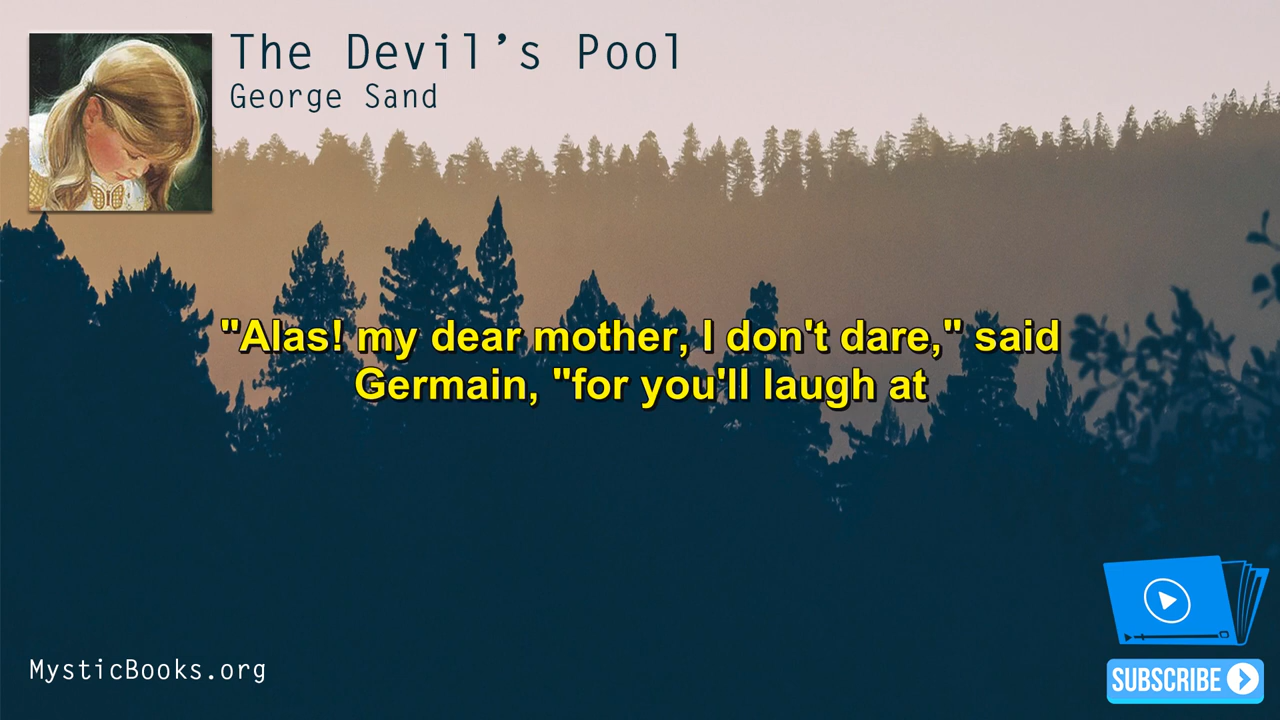 The Devil's Pool
George Sand
"Alas! my dear mother, I don't dare," said
Germain, "for you'll laugh at
MysticBooks.org
SUBSCRIBE